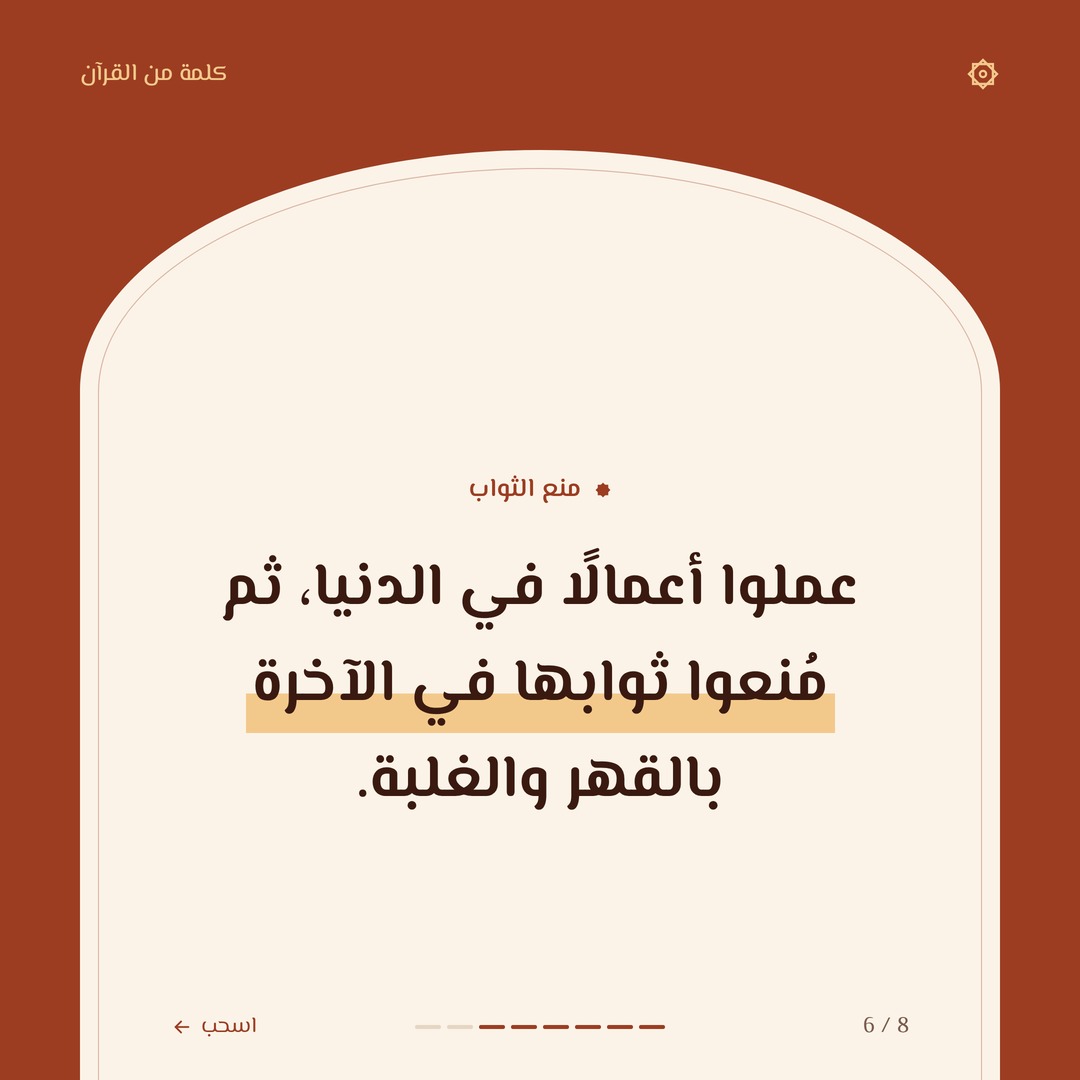 كلمة من القرآن
منع الثواب
عملوا أعمالًا في الدنيا، ثم
مُنعوا ثوابها في الآخرة
بالقهر والغلبة.
6 / 8
اسحب ←